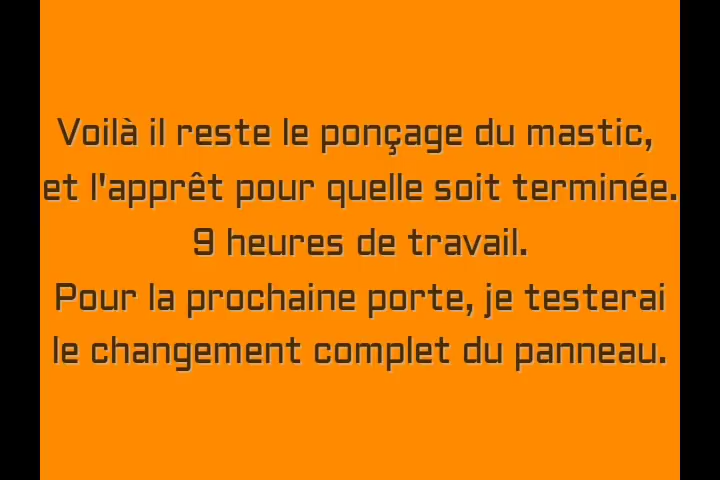 Voilà il reste le ponçage du mastic,
et l'apprêt pour quelle soit terminée.
9 heures de travail.
Pour la prochaine porte, je testerai
le changement complet du panneau.